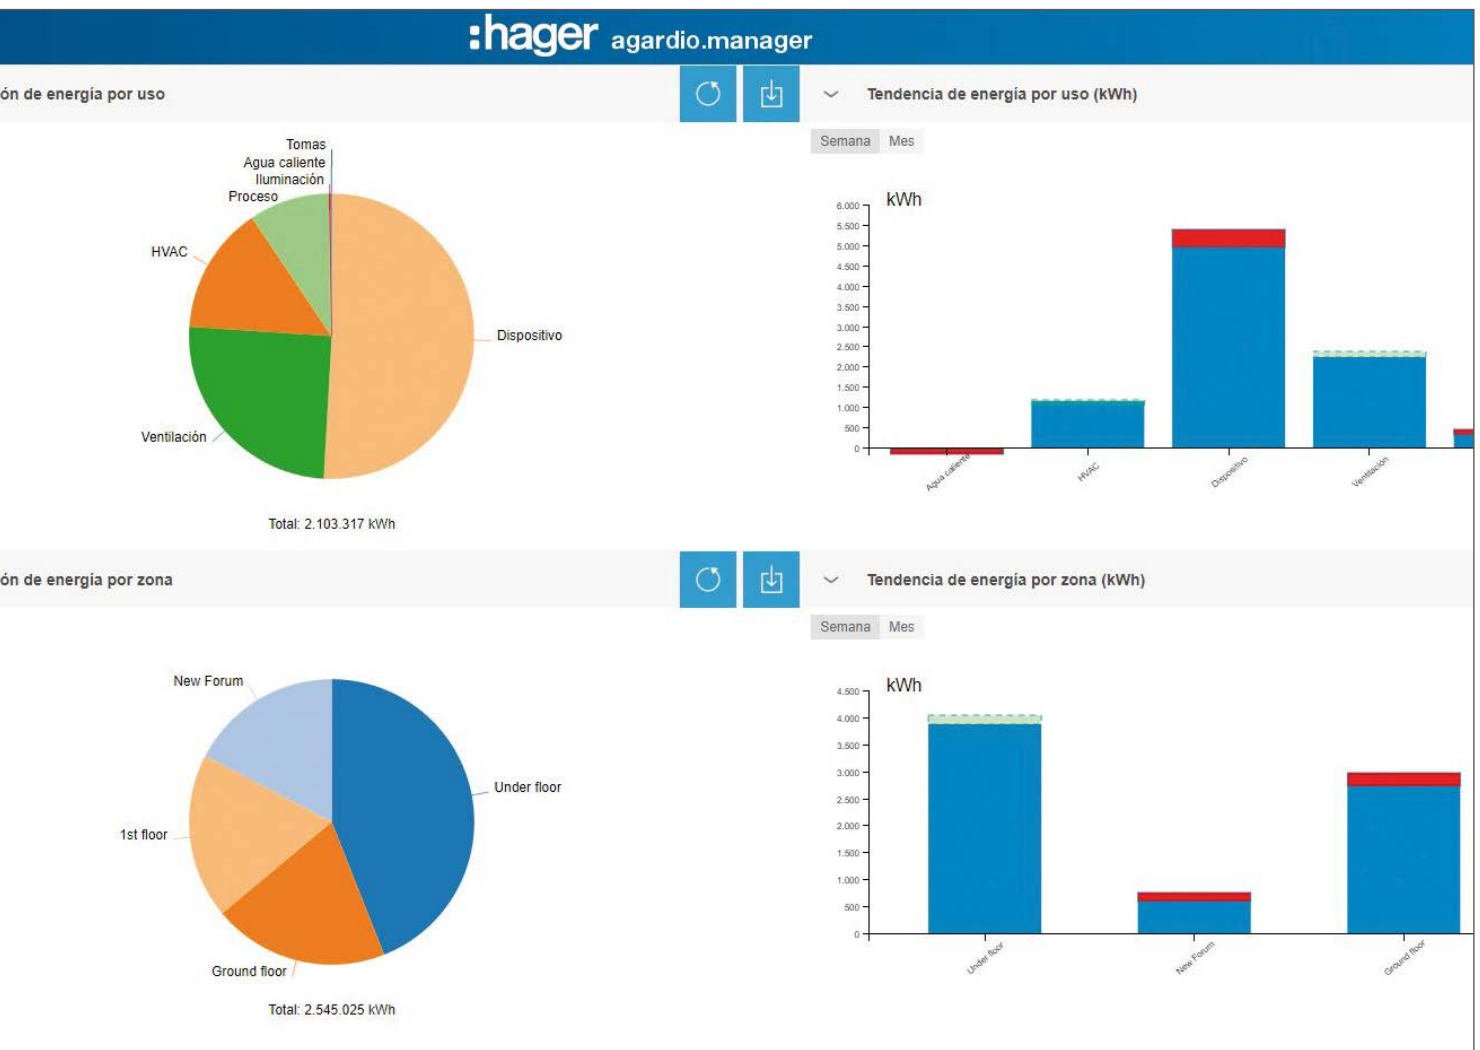 :hager agardio.manager
ón de energía por uso
Tendencia de energía por uso (kWh)
Semana Mes
Tomas
Agua caliente
Iluminación
Proceso
HVAC
Dispositivo
Ventilación
Total: 2.103.317 kWh
kWh
6.000
5.500
5.000
4.500
4.000
3.500
3.000
2.500
2.000
1.500
1.000
500
0
Agua caliente
HVAC
Dispositivo
Ventilación
ón de energía por zona
Tendencia de energía por zona (kWh)
Semana Mes
New Forum
Under floor
1st floor
Ground floor
Total: 2.545.025 kWh
kWh
4.500
4.000
3.500
3.000
2.500
2.000
1.500
1.000
500
0
Under floor
New Forum
Ground floor